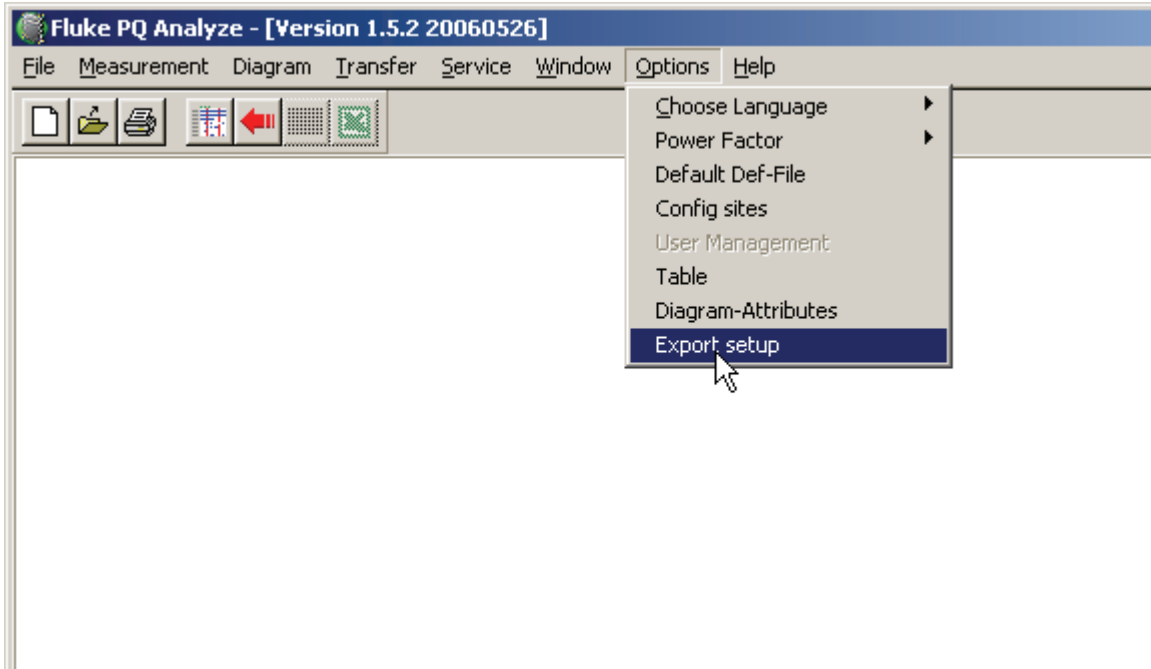 Fluke PQ Analyze - [Version 1.5.2 20060526]
File Measurement Diagram Transfer Service Window Options Help
Choose Language
Power Factor
Default Def-File
Config sites
User Management
Table
Diagram-Attributes
Export setup